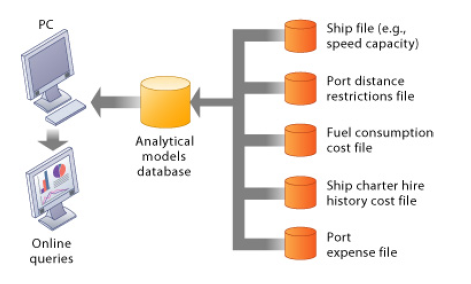 PC
Analytical
models
database
Online
queries
Ship file (e.g.,
speed capacity)
Port distance
restrictions file
Fuel consumption
cost file
Ship charter hire
history cost file
Port
expense file